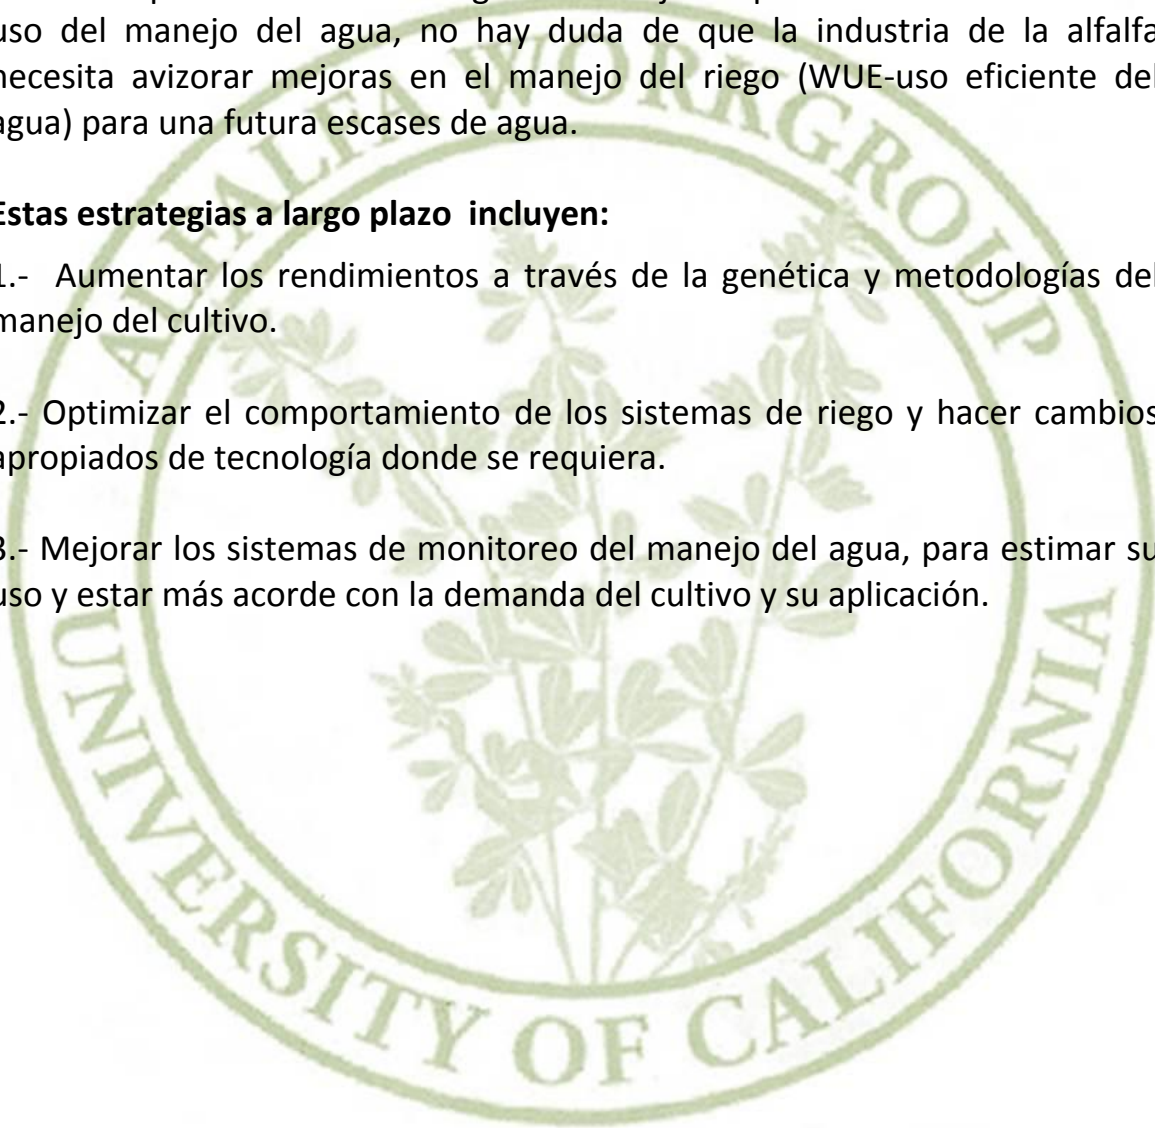 uso del manejo del agua, no hay duda de que la industria de la alfalfa
necesita avizorar mejoras en el manejo del riego (WUE-uso eficiente del
agua) para una futura escases de agua.
Estas estrategias a largo plazo incluyen:
1.- Aumentar los rendimientos a través de la genética y metodologías del
manejo del cultivo.
2.- Optimizar el comportamiento de los sistemas de riego y hacer cambios
apropiados de tecnología donde se requiera.
3.- Mejorar los sistemas de monitoreo del manejo del agua, para estimar su
uso y estar más acorde con la demanda del cultivo y su aplicación.
ALFALFA WORKGROUP
UNIVERSITY OF CALIFORNIA